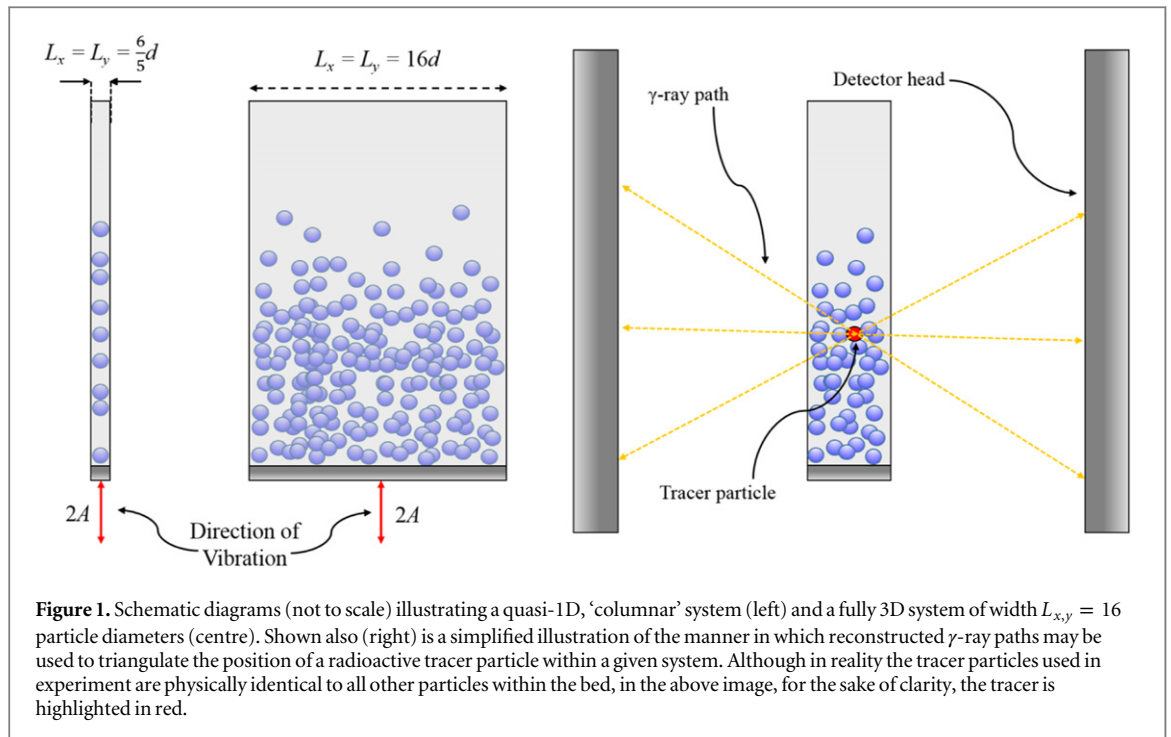 Lx = Ly = 6/5 d
Lx = Ly = 16d
γ-ray path
Detector head
Tracer particle
2A
Direction of
Vibration
2A
Figure 1. Schematic diagrams (not to scale) illustrating a quasi-1D, ‘columnar’ system (left) and a fully 3D system of width Lx,y = 16
particle diameters (centre). Shown also (right) is a simplified illustration of the manner in which reconstructed γ-ray paths may be
used to triangulate the position of a radioactive tracer particle within a given system. Although in reality the tracer particles used in
experiment are physically identical to all other particles within the bed, in the above image, for the sake of clarity, the tracer is
highlighted in red.